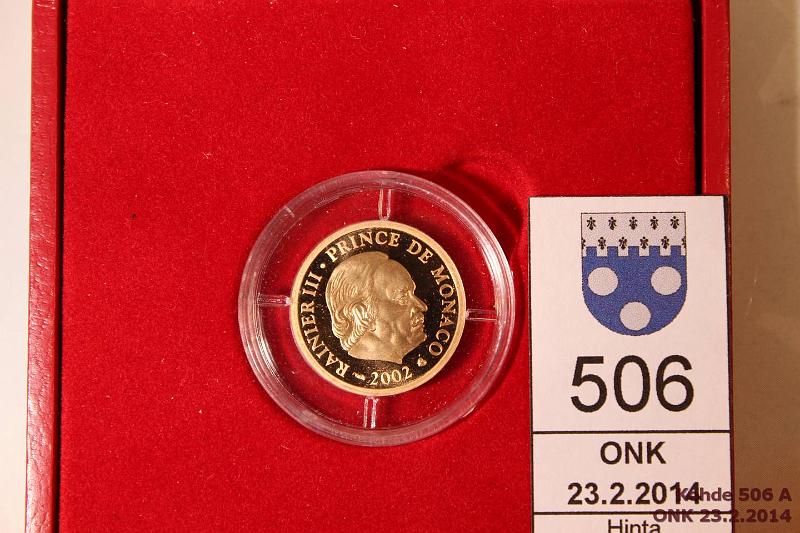 RAINIER III • PRINCE DE MONACO
2002
506
ONK
23.2.2014
Hinta
Kohde 506 A
ONK 23.2.2014